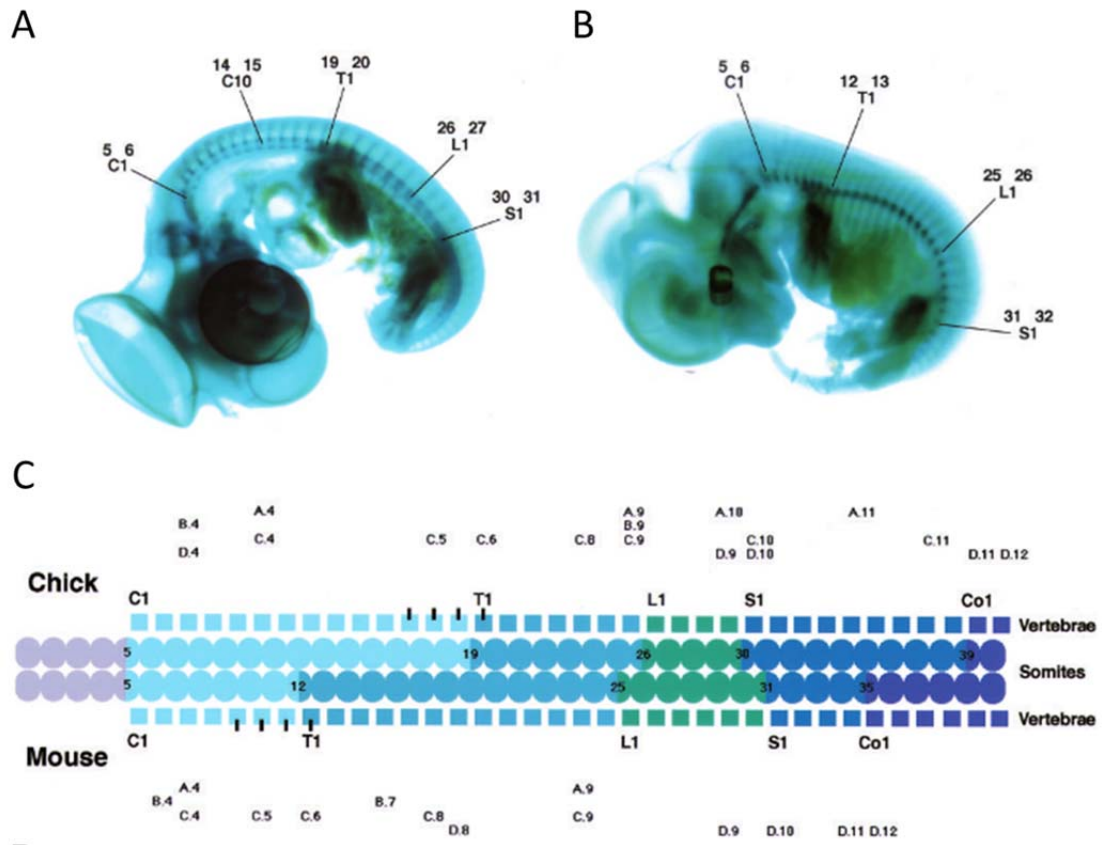 A
B
14 15
C10
19 20
T1
5 6
C1
26 27
L1
30 31
S1
5 6
C1
12 13
T1
25 26
L1
31 32
S1
C
A.4
A.9
A.10
A.11
B.4
B.9
C.4
C.5
C.6
C.8
C.9
C.10
C.11
D.4
D.9
D.10
D.11
D.12
Chick
C1
T1
L1
S1
Co1
Vertebrae
5
19
26
30
39
Somites
5
12
25
31
35
Vertebrae
C1
T1
L1
S1
Co1
Mouse
A.4
A.9
B.4
B.7
C.4
C.5
C.6
C.8
C.9
D.8
D.9
D.10
D.11
D.12